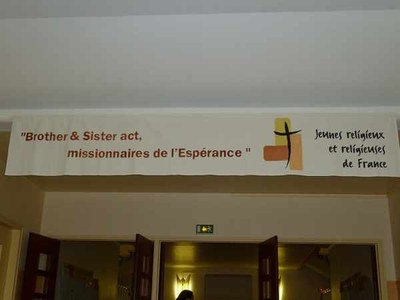 "Brother & Sister act,
missionnaires de l'Espérance "
Jeunes religieux
et religieuses
de France